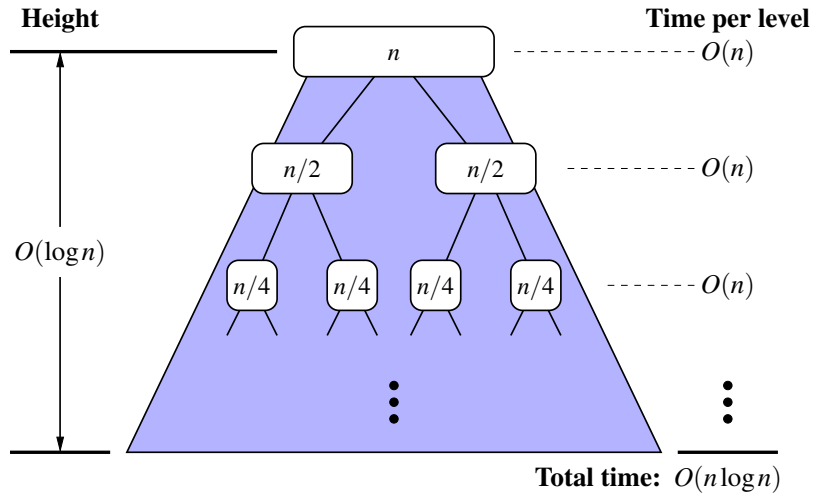 Height Time per level
n O(n)
n/2 n/2 O(n)
O(log n)
n/4 n/4 n/4 n/4 O(n)
Total time: O(n log n)